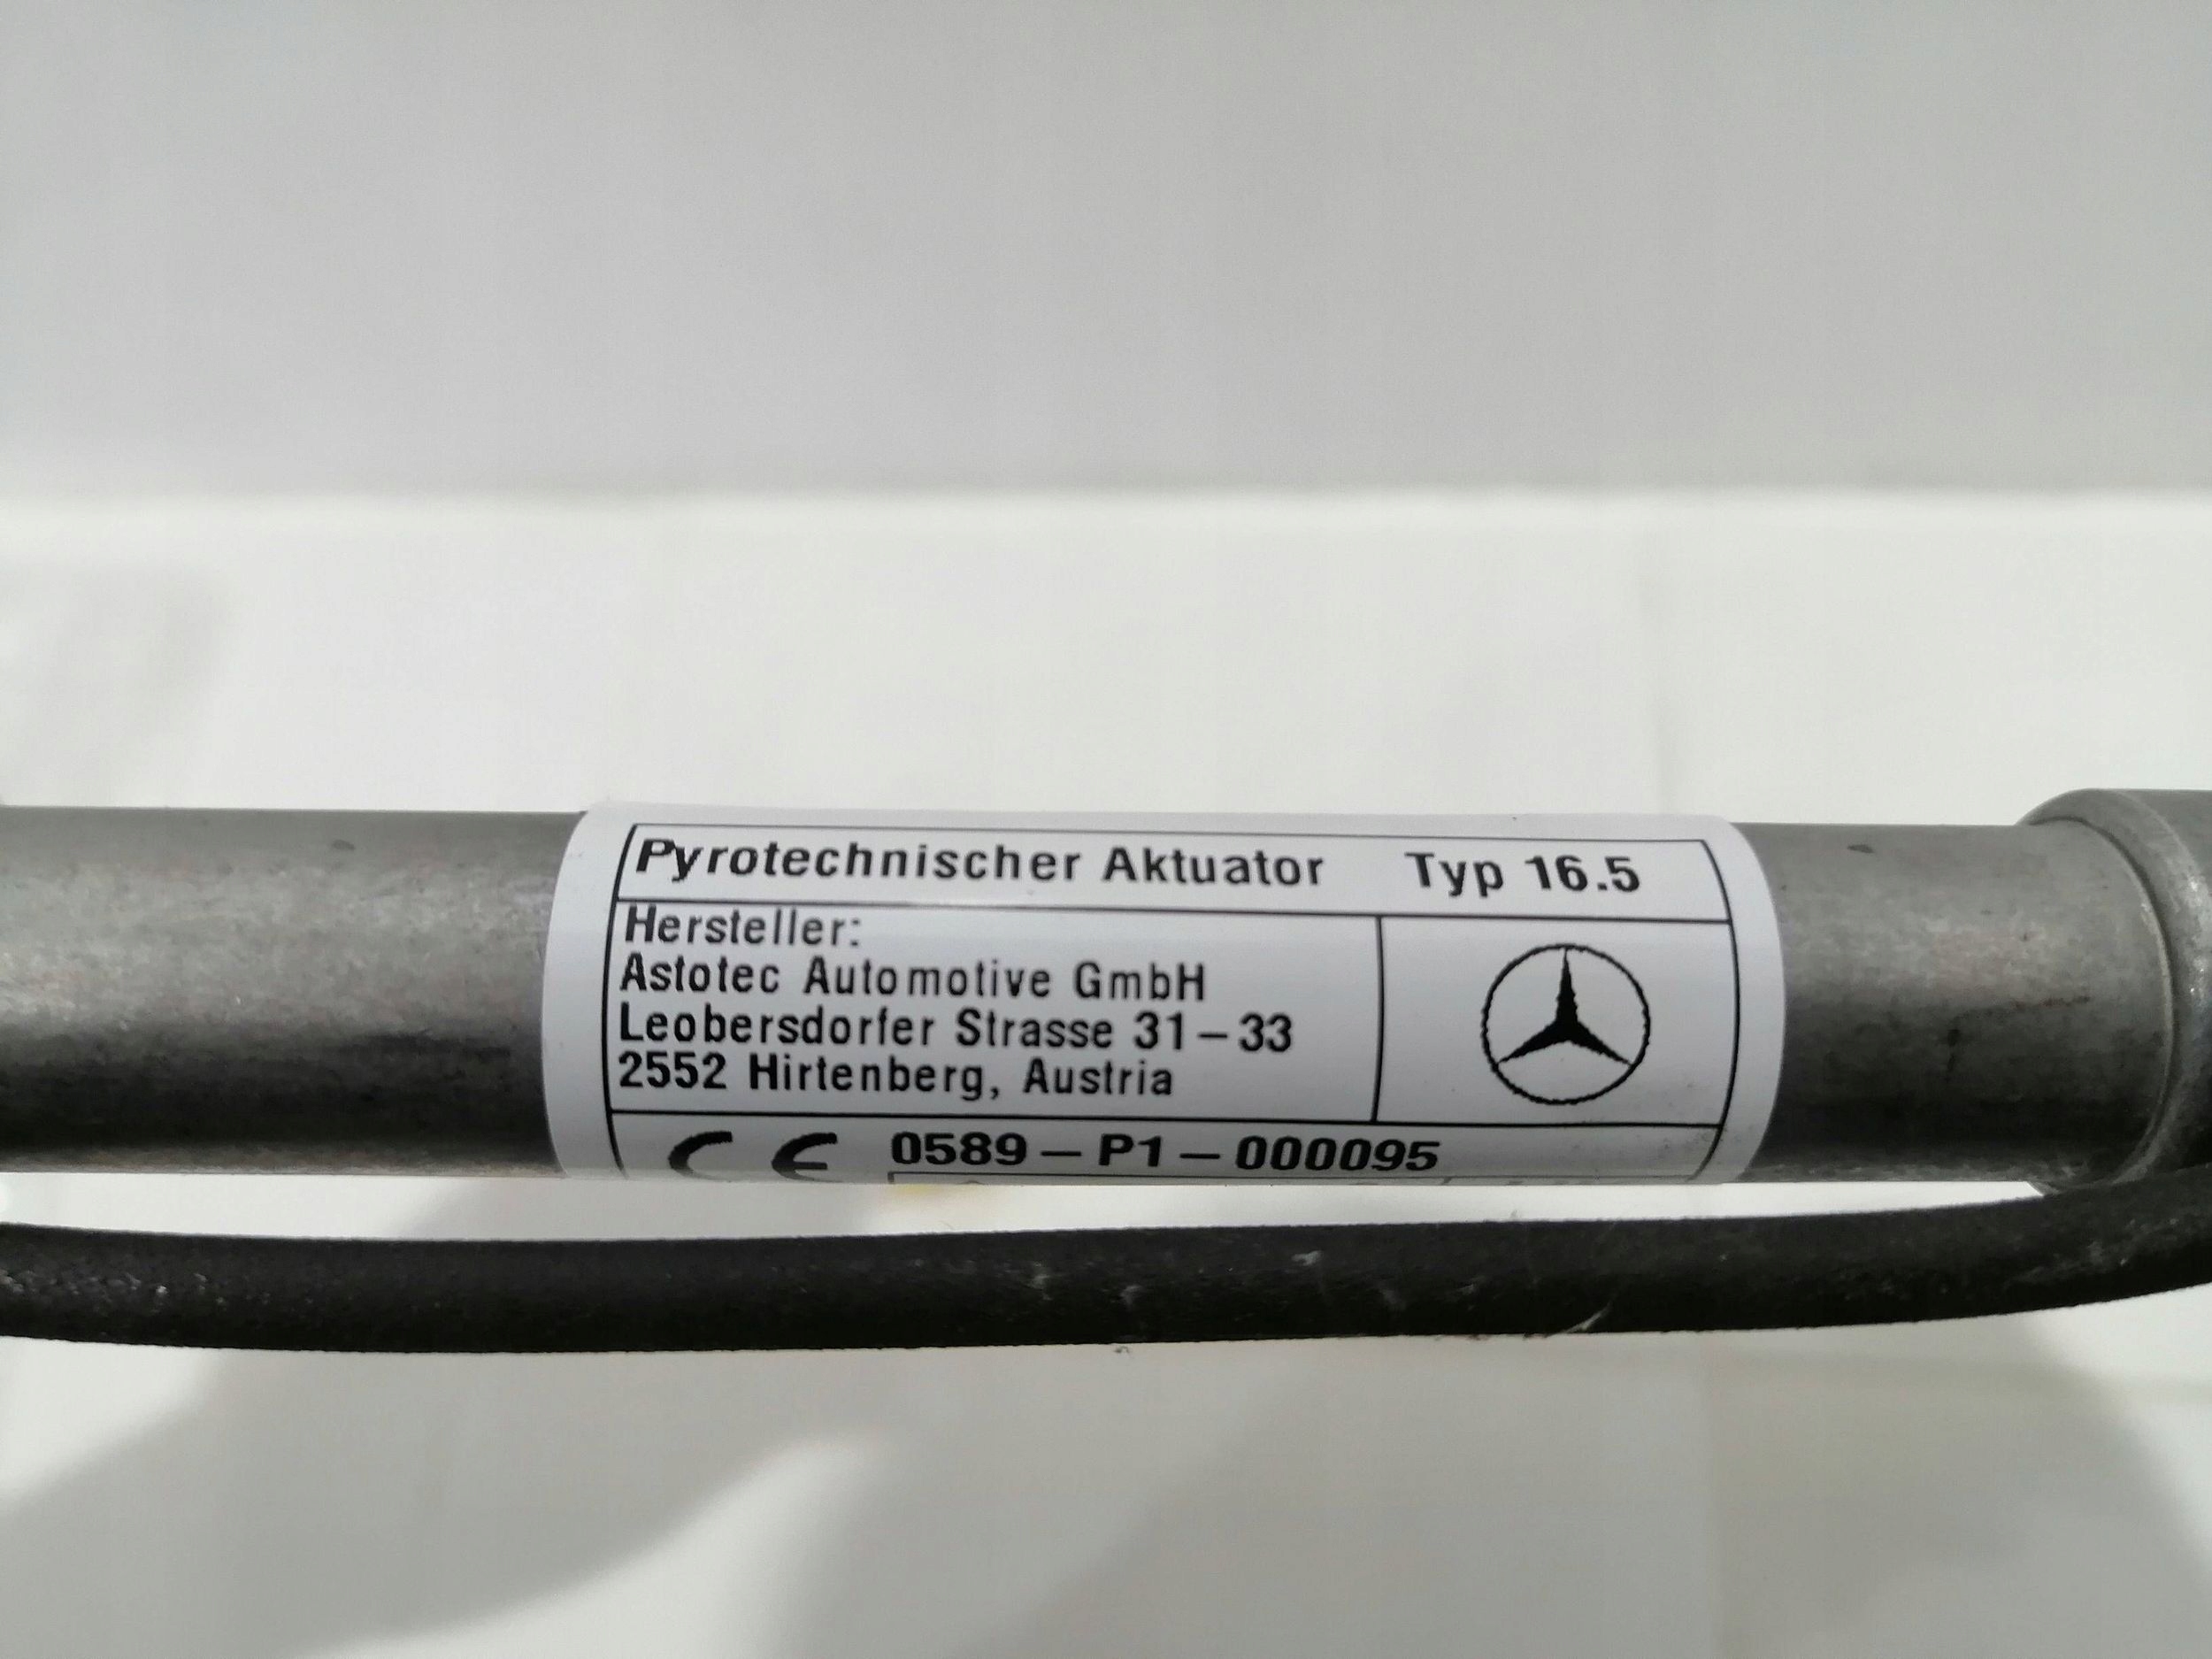 Pyrotechnischer Aktuator Typ 16.5
Hersteller:
Astotec Automotive GmbH
Leobersdorfer Strasse 31-33
2552 Hirtenberg, Austria
CE 0589-P1-000095